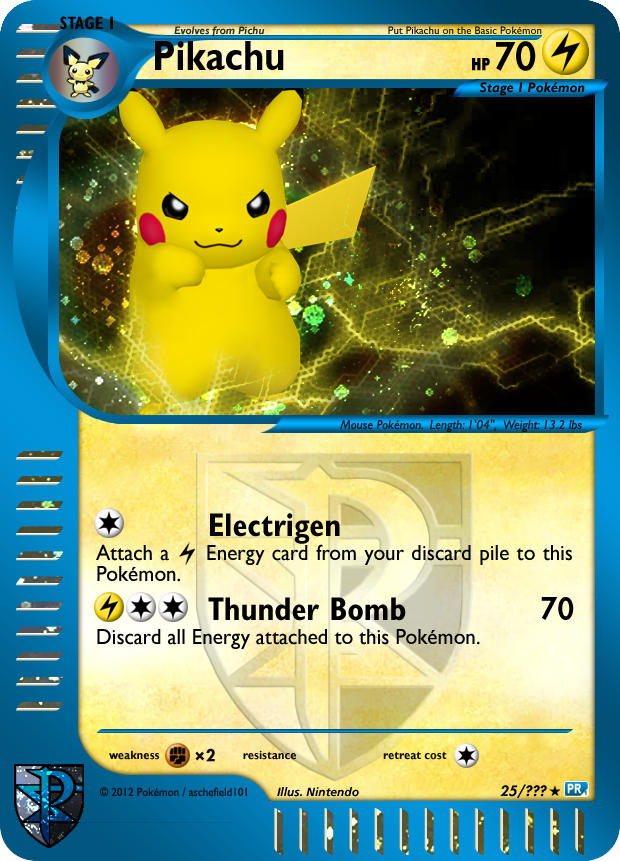 STAGE 1
Evolves from Pichu
Put Pikachu on the Basic Pokémon
Pikachu
HP 70
Stage 1 Pokémon
Mouse Pokémon. Length: 1'04", Weight: 13.2 lbs
Electrigen
Attach a Energy card from your discard pile to this
Pokémon.
Thunder Bomb 70
Discard all Energy attached to this Pokémon.
weakness ×2 resistance retreat cost
© 2012 Pokémon / aschefield101 Illus. Nintendo 25/??? ★ PR